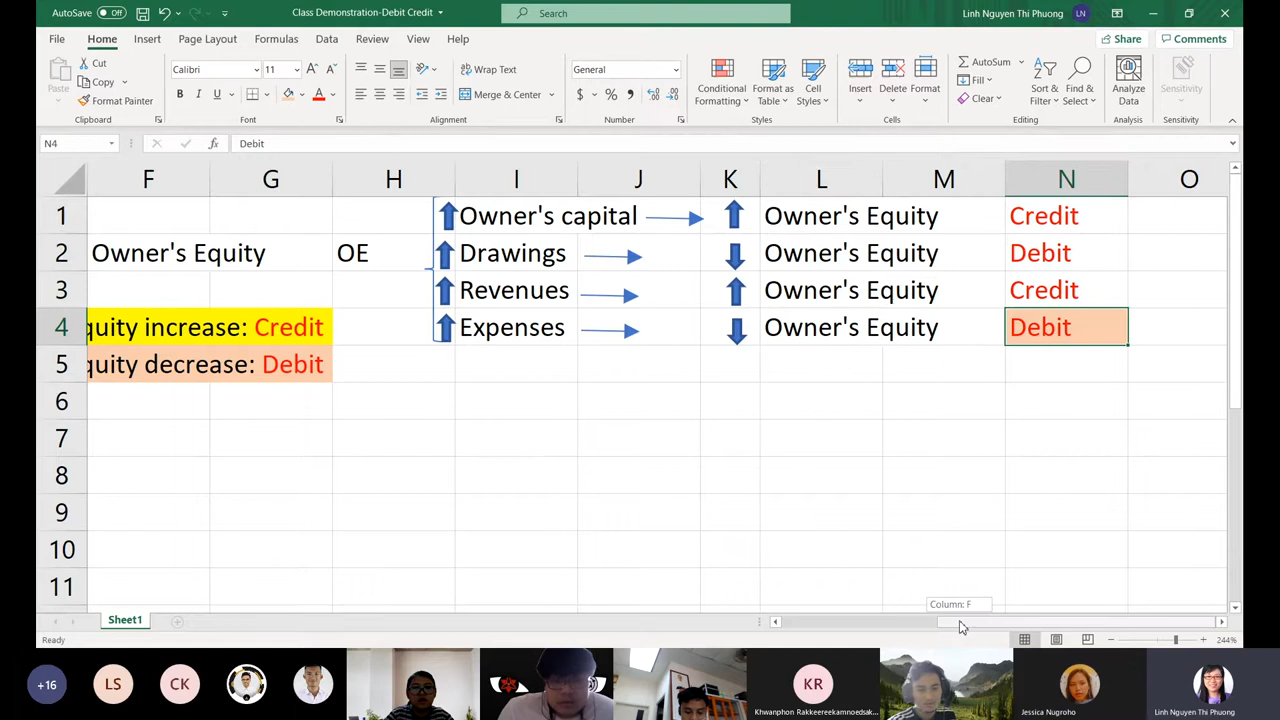 AutoSave Off
Class Demonstration-Debit Credit
Search
Linh Nguyen Thi Phuong LN
File Home Insert Page Layout Formulas Data Review View Help
Share Comments
Paste
Cut
Copy
Format Painter
Clipboard
Calibri 11
B I U
Font
Wrap Text
Merge & Center
Alignment
General
$ %
Number
Conditional Formatting
Format as Table
Cell Styles
Styles
Insert
Delete
Format
Cells
AutoSum
Fill
Clear
Sort & Filter
Find & Select
Editing
Analyze Data
Analysis
Sensitivity
Sensitivity
N4 fx Debit
F G H I J K L M N O
1 Owner's capital Owner's Equity Credit
2 Owner's Equity OE Drawings Owner's Equity Debit
3 Revenues Owner's Equity Credit
4 quity increase: Credit Expenses Owner's Equity Debit
5 quity decrease: Debit
6
7
8
9
10
11
Column: F
Sheet1
Ready
244%
+16 LS CK KR
Khwanphon Rakkeereekamnoedsak...
Jessica Nugroho
Linh Nguyen Thi Phuong